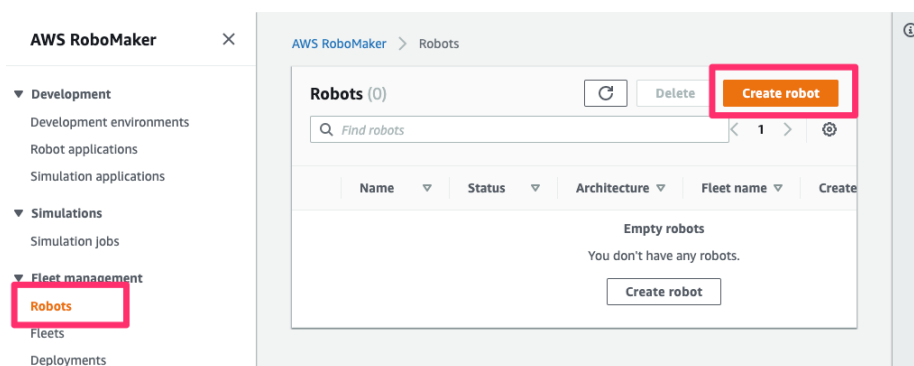 AWS RoboMaker
Development
Development environments
Robot applications
Simulation applications
Simulations
Simulation jobs
Fleet management
Robots
Fleets
Deployments
AWS RoboMaker > Robots
Robots (0)
Delete
Create robot
Find robots
1
Name Status Architecture Fleet name Create
Empty robots
You don't have any robots.
Create robot